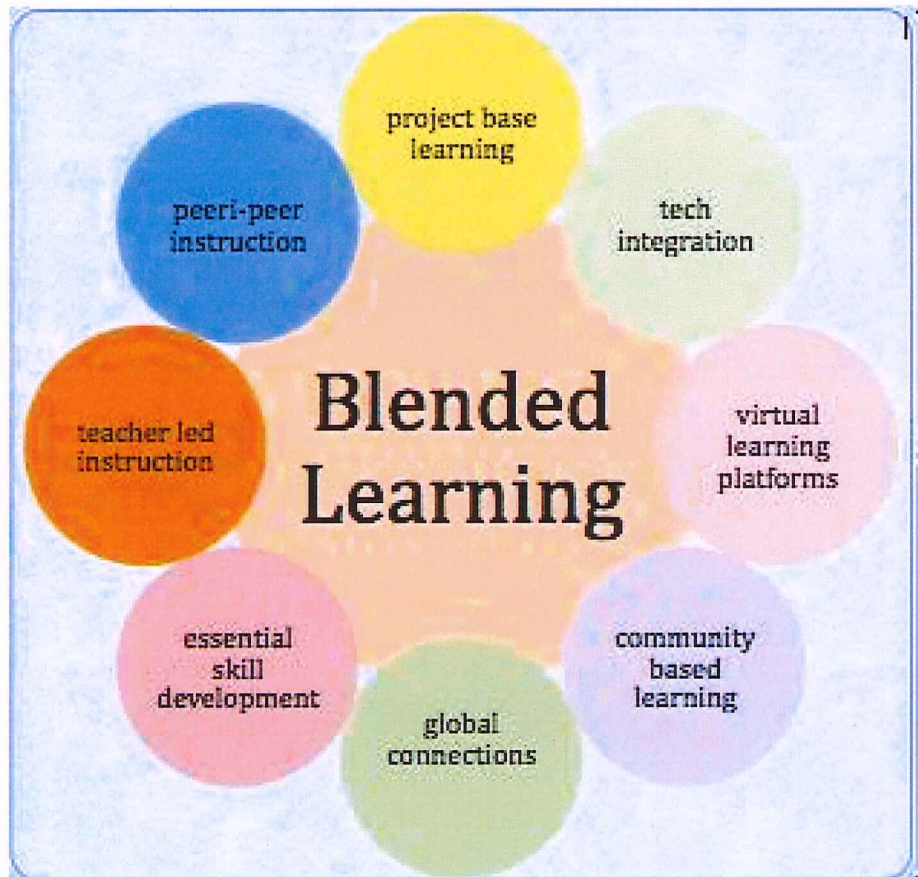 project base
learning
tech
integration
virtual
learning
platforms
community
based
learning
global
connections
essential
skill
development
teacher led
instruction
peeri-peer
instruction
Blended
Learning